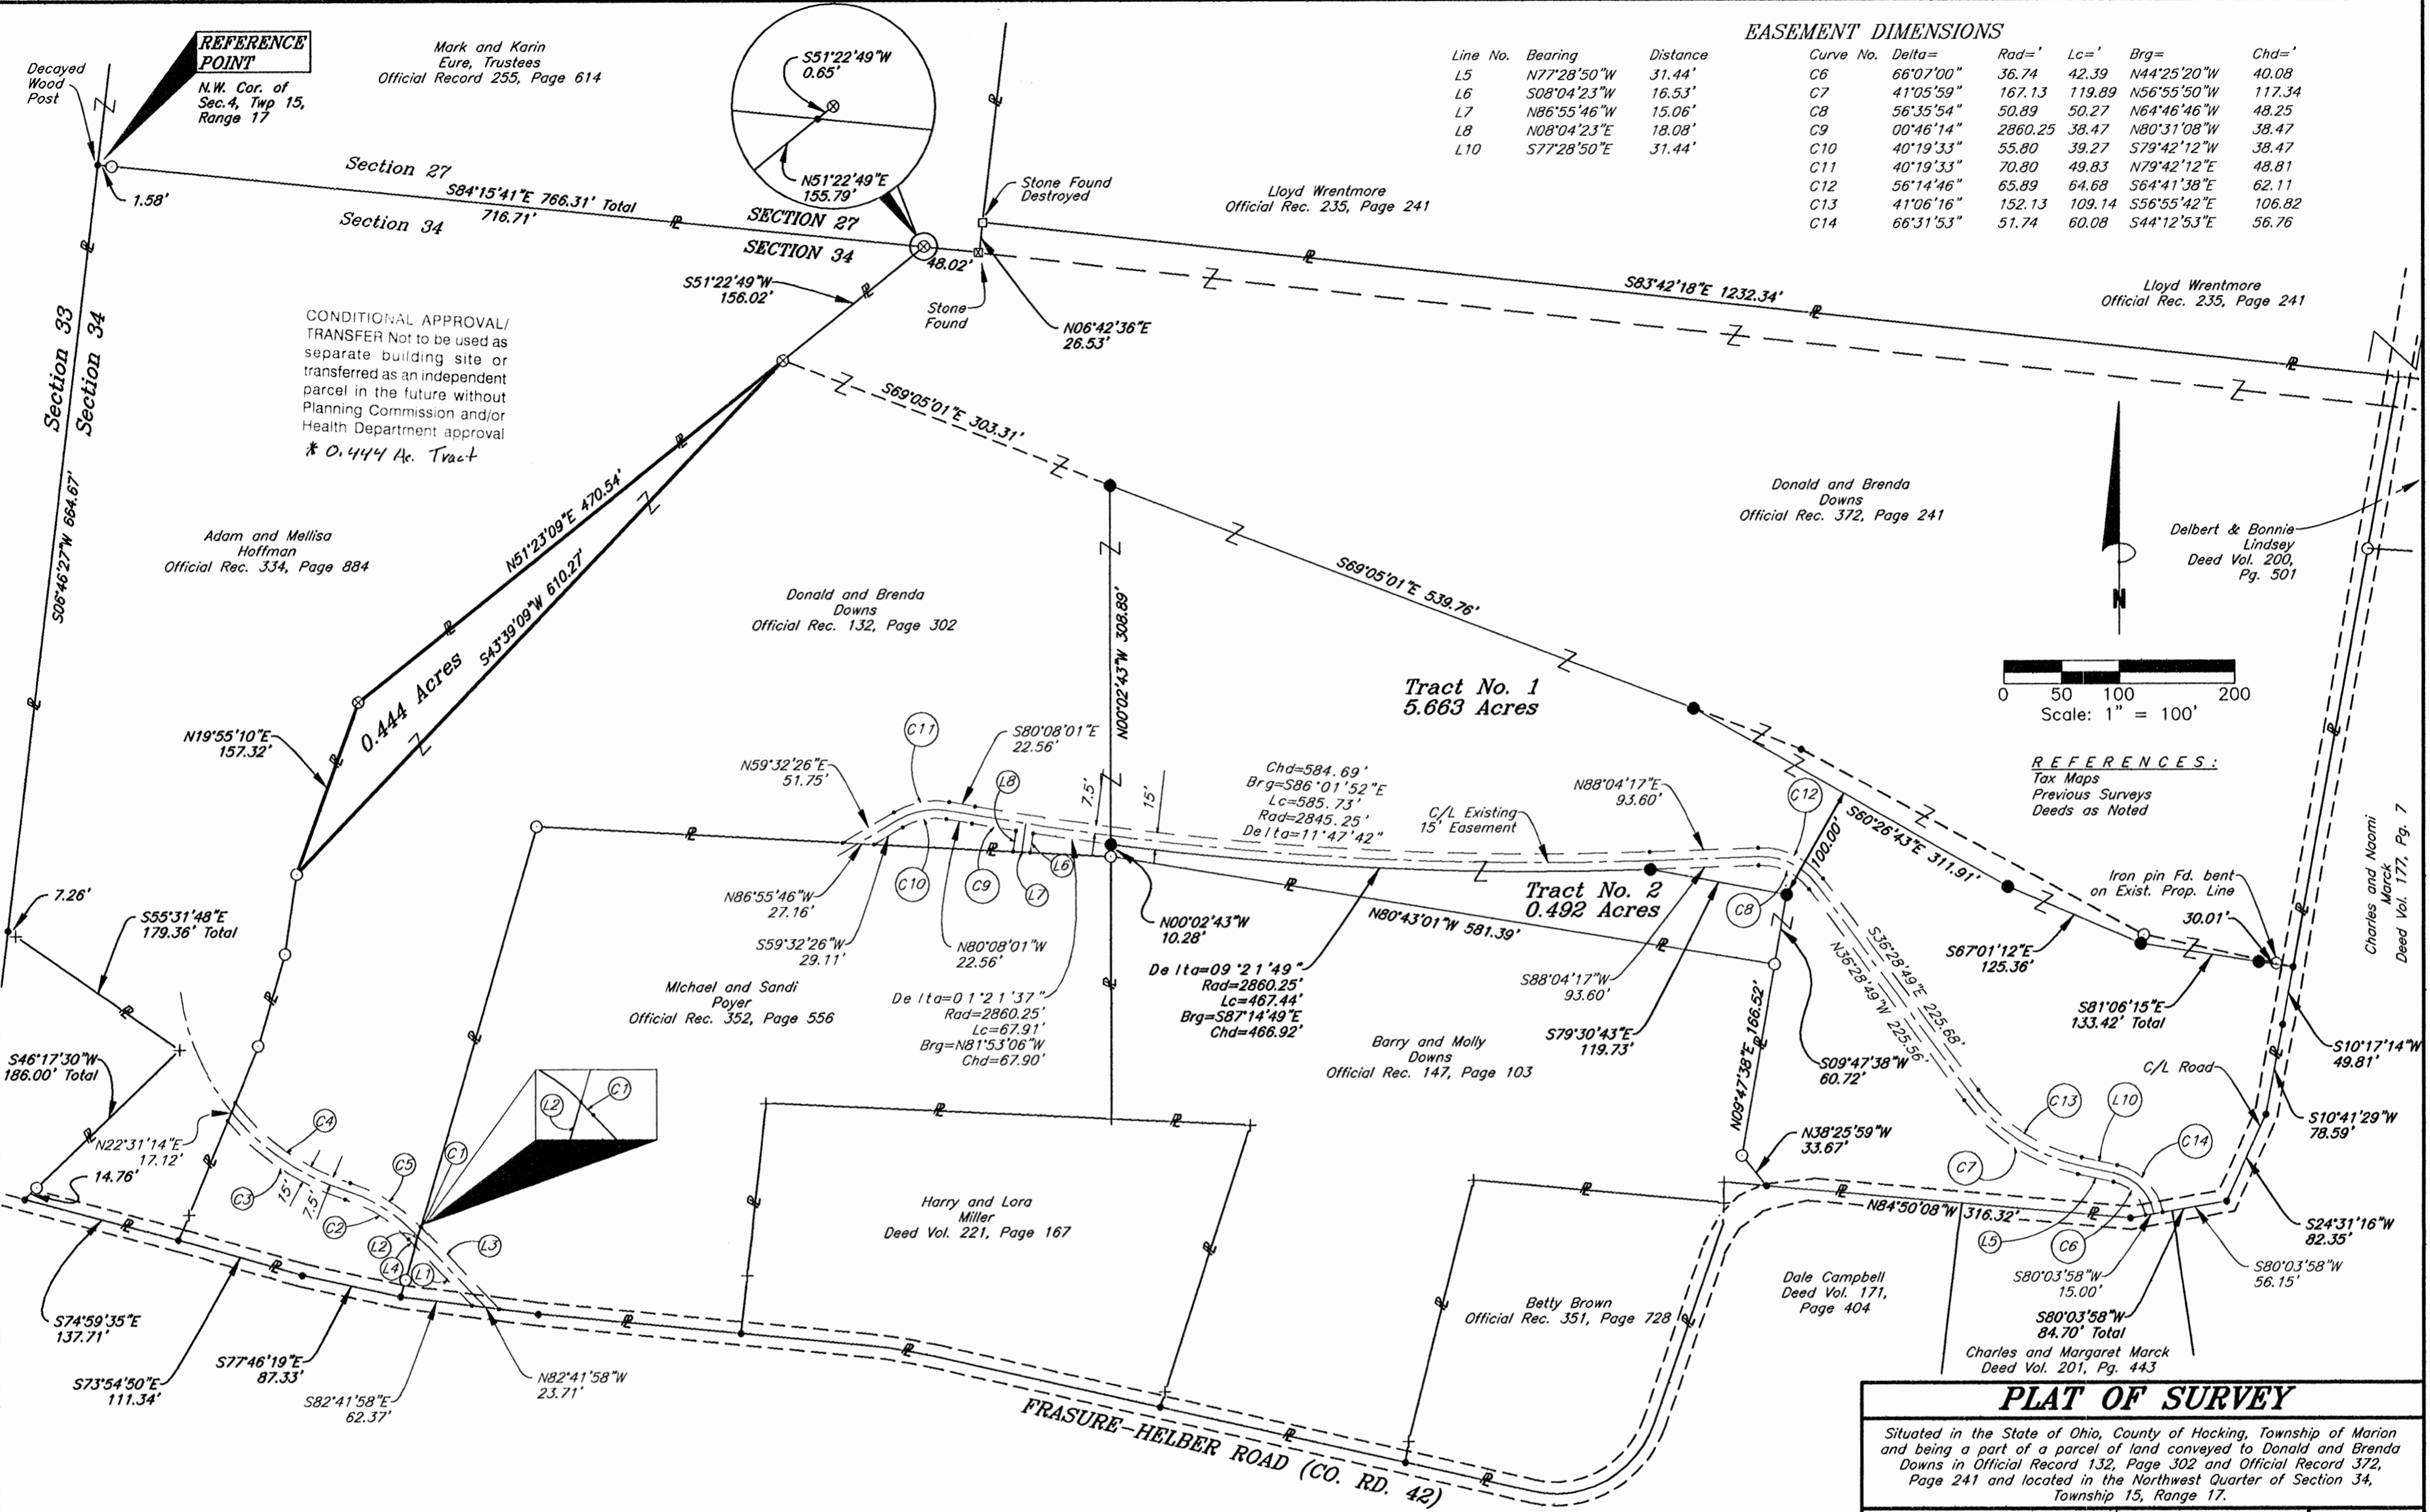 REFERENCE
POINT
N.W. Cor. of
Sec.4, Twp 15,
Range 17
Decayed
Wood
Post
1.58'
Mark and Karin
Eure, Trustees
Official Record 255, Page 614
S51°22'49"W
0.65'
N51°22'49"E
155.79'
Section 27
S84°15'41"E 766.31' Total
716.71'
Section 34
SECTION 27
SECTION 34
48.02'
Stone Found
Destroyed
Stone
Found
N06°42'36"E
26.53'
Lloyd Wrentmore
Official Rec. 235, Page 241
EASEMENT DIMENSIONS
Line No. Bearing Distance
L5 N77°28'50"W 31.44'
L6 S08°04'23"W 16.53'
L7 N86°55'46"W 15.06'
L8 N08°04'23"E 18.08'
L10 S77°28'50"E 31.44'
Curve No. Delta= Rad=' Lc=' Brg= Chd='
C6 66°07'00" 36.74 42.39 N44°25'20"W 40.08
C7 41°05'59" 167.13 119.89 N56°55'50"W 117.34
C8 56°35'54" 50.89 50.27 N64°46'46"W 48.25
C9 00°46'14" 2860.25 38.47 N80°31'08"W 38.47
C10 40°19'33" 55.80 39.27 S79°42'12"W 38.47
C11 40°19'33" 70.80 49.83 N79°42'12"E 48.81
C12 56°14'46" 65.89 64.68 S64°41'38"E 62.11
C13 41°06'16" 152.13 109.14 S56°55'42"E 106.82
C14 66°31'53" 51.74 60.08 S44°12'53"E 56.76
S83°42'18"E 1232.34'
Lloyd Wrentmore
Official Rec. 235, Page 241
S51°22'49"W
156.02'
CONDITIONAL APPROVAL/
TRANSFER Not to be used as
separate building site or
transferred as an independent
parcel in the future without
Planning Commission and/or
Health Department approval
* 0.444 Ac. Tract
Section 33
Section 34
S06°46'27"W 664.67'
Adam and Mellisa
Hoffman
Official Rec. 334, Page 884
N51°23'09"E 470.54'
S43°39'09"W 610.27'
0.444 Acres
N19°55'10"E
157.32'
S69°05'01"E 303.31'
S69°05'01"E 539.76'
Donald and Brenda
Downs
Official Rec. 132, Page 302
N00°02'43"W 308.89'
Donald and Brenda
Downs
Official Rec. 372, Page 241
Delbert & Bonnie
Lindsey
Deed Vol. 200,
Pg. 501
N
0 50 100 200
Scale: 1" = 100'
REFERENCES:
Tax Maps
Previous Surveys
Deeds as Noted
Charles and Naomi
Marck
Deed Vol. 177, Pg. 7
Tract No. 1
5.663 Acres
C11
S80°08'01"E
22.56'
N59°32'26"E
51.75'
L8
7.5'
15'
Chd=584.69'
Brg=S86°01'52"E
Lc=585.73'
Rad=2845.25'
Delta=11°47'42"
C/L Existing
15' Easement
N88°04'17"E
93.60'
C12
100.00'
S60°26'43"E 311.91'
Iron pin Fd. bent
on Exist. Prop. Line
30.01'
N86°55'46"W
27.16'
S59°32'26"W
29.11'
C10
C9
L7
L6
N80°08'01"W
22.56'
N00°02'43"W
10.28'
Tract No. 2
0.492 Acres
N80°43'01"W 581.39'
C8
Delta=01°21'37"
Rad=2860.25'
Lc=67.91'
Brg=N81°53'06"W
Chd=67.90'
Delta=09°21'49"
Rad=2860.25'
Lc=467.44'
Brg=S87°14'49"E
Chd=466.92'
S88°04'17"W
93.60'
S79°30'43"E
119.73'
S36°28'49"E 225.68'
N36°28'49"W 225.56'
S67°01'12"E
125.36'
S81°06'15"E
133.42' Total
S10°17'14"W
49.81'
7.26'
S55°31'48"E
179.36' Total
S46°17'30"W
186.00' Total
Michael and Sandi
Poyer
Official Rec. 352, Page 556
Barry and Molly
Downs
Official Rec. 147, Page 103
N09°47'38"E 166.52'
S09°47'38"W
60.72'
C/L Road
S10°41'29"W
78.59'
N22°31'14"E
17.12'
14.76'
C4
C3
15'
7.5'
C2
C5
C1
L2
C1
L2
L4
L1
L3
N38°25'59"W
33.67'
C13
L10
C14
C7
N84°50'08"W 316.32'
L5
C6
S24°31'16"W
82.35'
S80°03'58"W
56.15'
S80°03'58"W
15.00'
S80°03'58"W
84.70' Total
Harry and Lora
Miller
Deed Vol. 221, Page 167
Betty Brown
Official Rec. 351, Page 728
Dale Campbell
Deed Vol. 171,
Page 404
Charles and Margaret Marck
Deed Vol. 201, Pg. 443
S74°59'35"E
137.71'
S73°54'50"E
111.34'
S77°46'19"E
87.33'
S82°41'58"E
62.37'
N82°41'58"W
23.71'
FRASURE-HELBER ROAD (CO. RD. 42)
PLAT OF SURVEY
Situated in the State of Ohio, County of Hocking, Township of Marion
and being a part of a parcel of land conveyed to Donald and Brenda
Downs in Official Record 132, Page 302 and Official Record 372,
Page 241 and located in the Northwest Quarter of Section 34,
Township 15, Range 17.